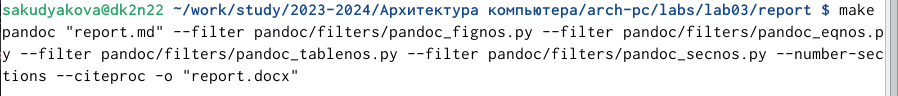 sakudyakova@dk2n22 ~/work/study/2023-2024/Архитектура компьютера/arch-pc/labs/lab03/report $ make
pandoc "report.md" --filter pandoc/filters/pandoc_fignos.py --filter pandoc/filters/pandoc_eqnos.p
y --filter pandoc/filters/pandoc_tablenos.py --filter pandoc/filters/pandoc_secnos.py --number-sec
tions --citeproc -o "report.docx"